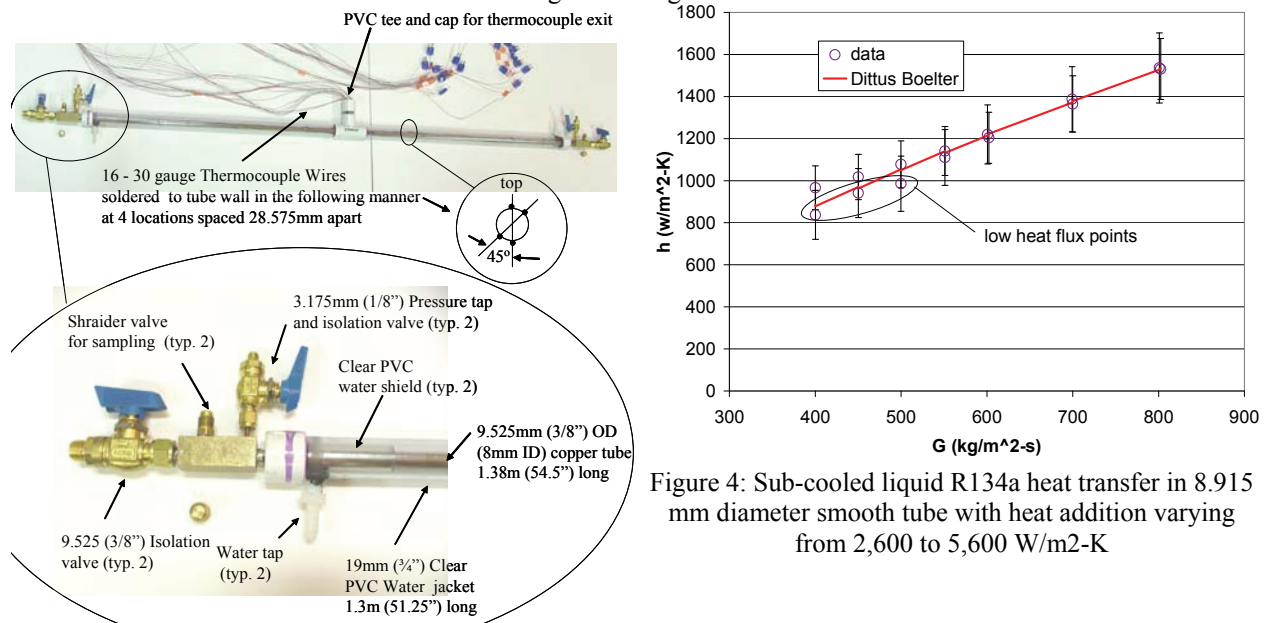 PVC tee and cap for thermocouple exit
16 - 30 gauge Thermocouple Wires
soldered to tube wall in the following manner
at 4 locations spaced 28.575mm apart
top
45º
3.175mm (1/8”) Pressure tap
and isolation valve (typ. 2)
Shraider valve
for sampling (typ. 2)
Clear PVC
water shield (typ. 2)
9.525mm (3/8”) OD
(8mm ID) copper tube
1.38m (54.5”) long
9.525 (3/8”) Isolation
valve (typ. 2)
Water tap
(typ. 2)
19mm (¾”) Clear
PVC Water jacket
1.3m (51.25”) long
h (w/m^2-K)
1800
1600
1400
1200
1000
800
600
400
200
0
data
Dittus Boelter
low heat flux points
300 400 500 600 700 800 900
G (kg/m^2-s)
Figure 4: Sub-cooled liquid R134a heat transfer in 8.915
mm diameter smooth tube with heat addition varying
from 2,600 to 5,600 W/m2-K